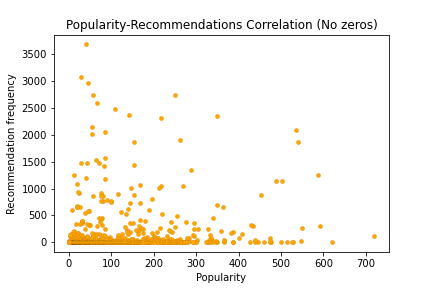 Popularity-Recommendations Correlation (No zeros)
3500
3000
2500
2000
1500
1000
500
0
Recommendation frequency
0 100 200 300 400 500 600 700
Popularity